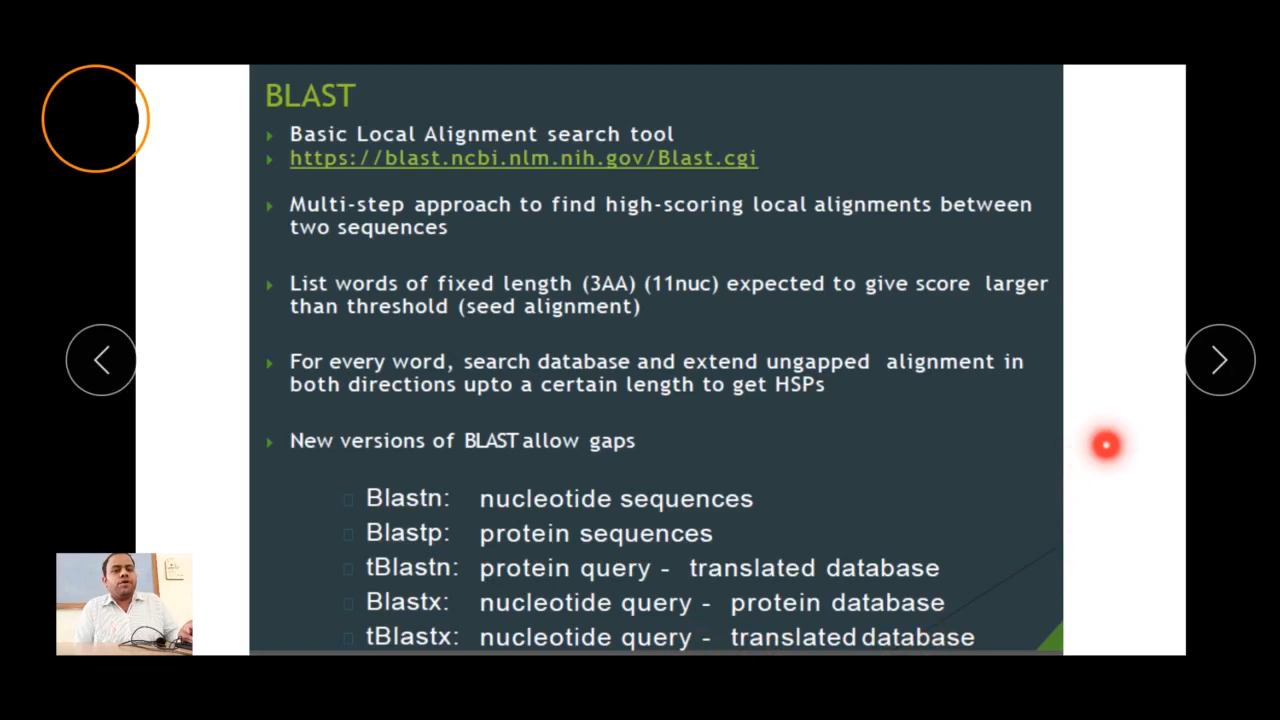 BLAST
Basic Local Alignment search tool
https://blast.ncbi.nlm.nih.gov/Blast.cgi
Multi-step approach to find high-scoring local alignments between
two sequences
List words of fixed length (3AA) (11nuc) expected to give score larger
than threshold (seed alignment)
For every word, search database and extend ungapped alignment in
both directions upto a certain length to get HSPs
New versions of BLAST allow gaps
Blastn: nucleotide sequences
Blastp: protein sequences
tBlastn: protein query - translated database
Blastx: nucleotide query - protein database
tBlastx: nucleotide query - translated database